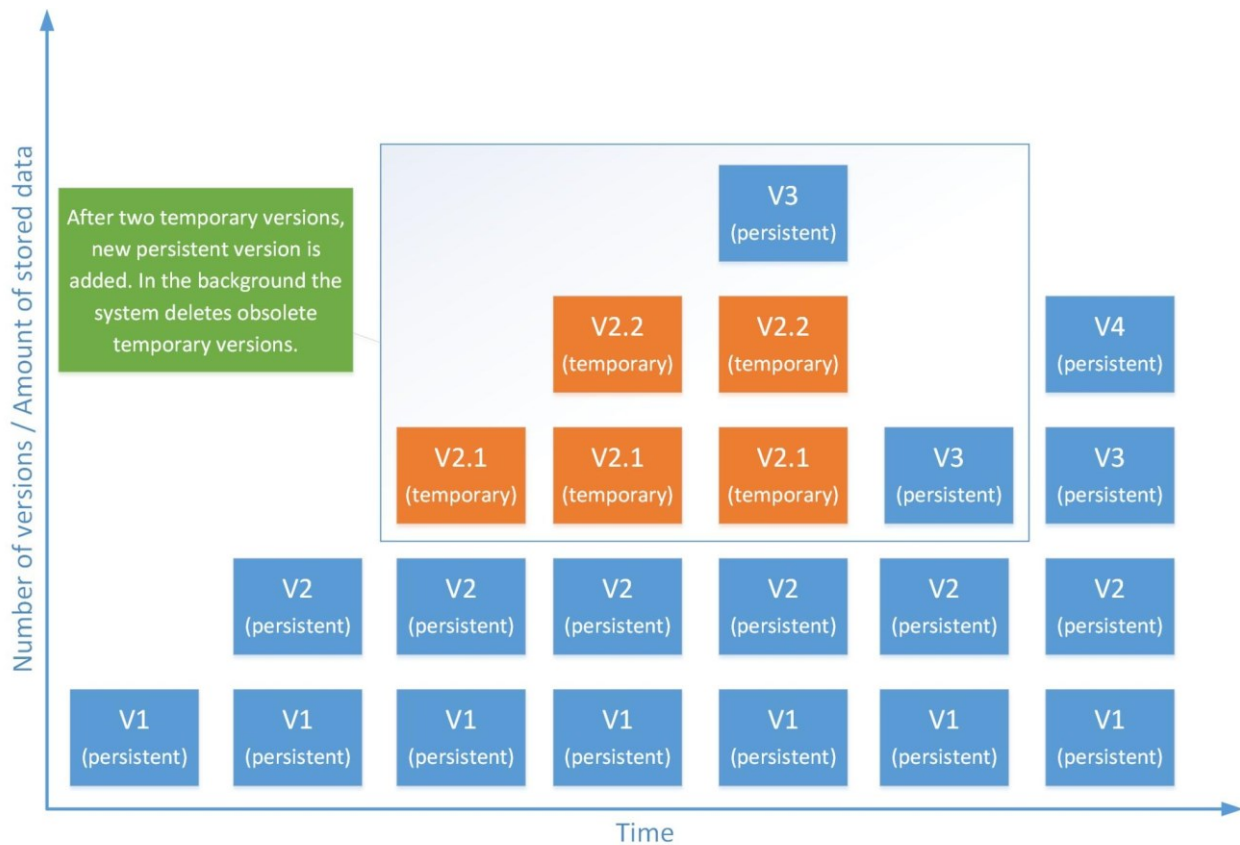 Number of versions / Amount of stored data
After two temporary versions,
new persistent version is
added. In the background the
system deletes obsolete
temporary versions.
V3
(persistent)
V2.2
(temporary)
V2.2
(temporary)
V4
(persistent)
V2.1
(temporary)
V2.1
(temporary)
V2.1
(temporary)
V3
(persistent)
V3
(persistent)
V2
(persistent)
V2
(persistent)
V2
(persistent)
V2
(persistent)
V2
(persistent)
V2
(persistent)
V1
(persistent)
V1
(persistent)
V1
(persistent)
V1
(persistent)
V1
(persistent)
V1
(persistent)
V1
(persistent)
Time